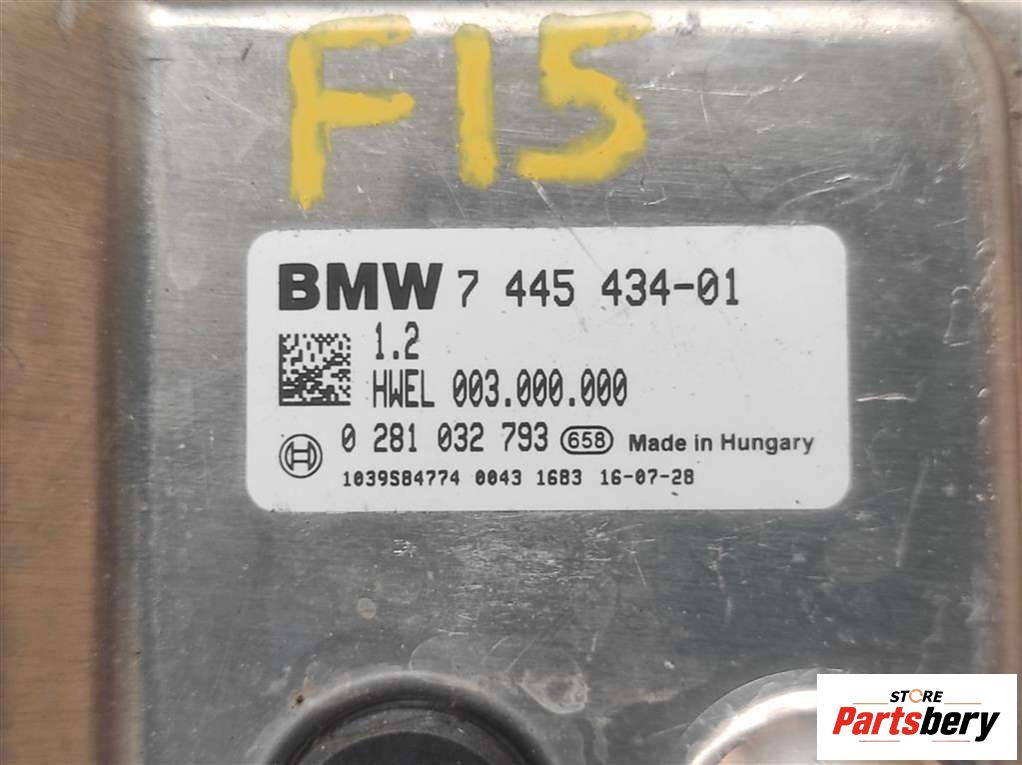 F15
BMW 7 445 434-01
1.2
HWEL 003.000.000
0 281 032 793 658 Made in Hungary
1039S84774 0043 1683 16-07-28
STORE
Partsbery